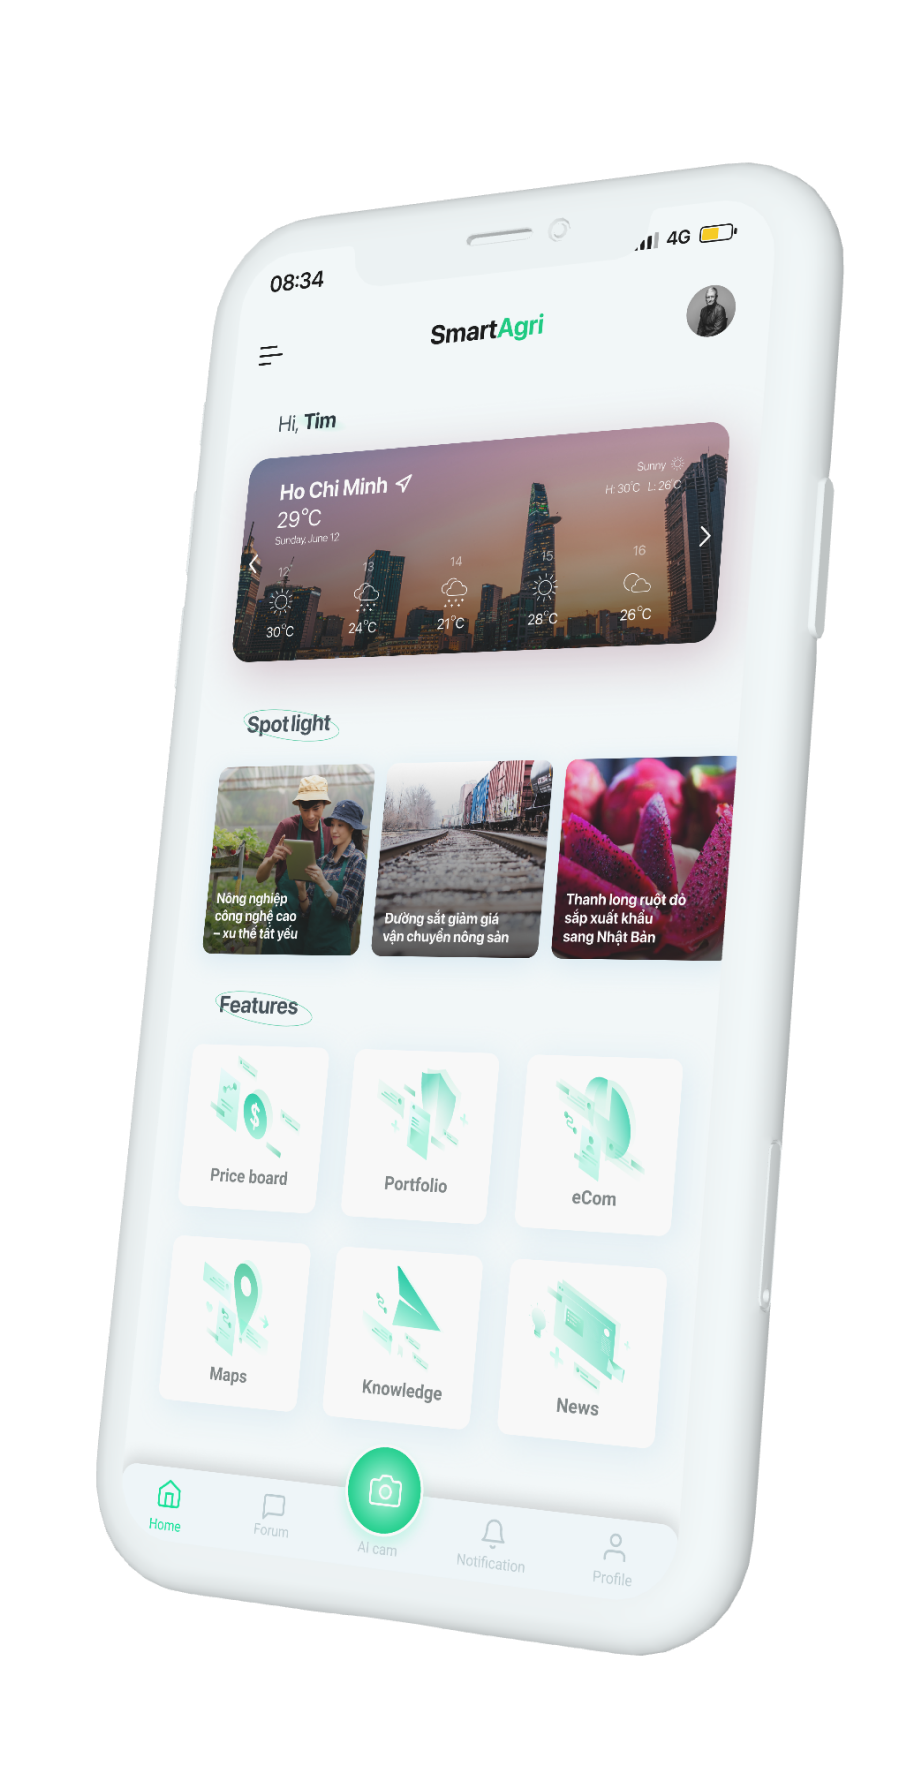 08:34
4G
SmartAgri
Hi, Tim
Ho Chi Minh
29°C
Sunday, June 12
Sunny
H: 30°C L: 26°C
12 13 14 15 16
30°C 24°C 21°C 28°C 26°C
Spotlight
Nông nghiệp
công nghệ cao
– xu thế tất yếu
Đường sắt giảm giá
vận chuyển nông sản
Thanh long ruột đỏ
sắp xuất khẩu
sang Nhật Bản
Features
Price board
Portfolio
eCom
Maps
Knowledge
News
Home
Forum
AI cam
Notification
Profile